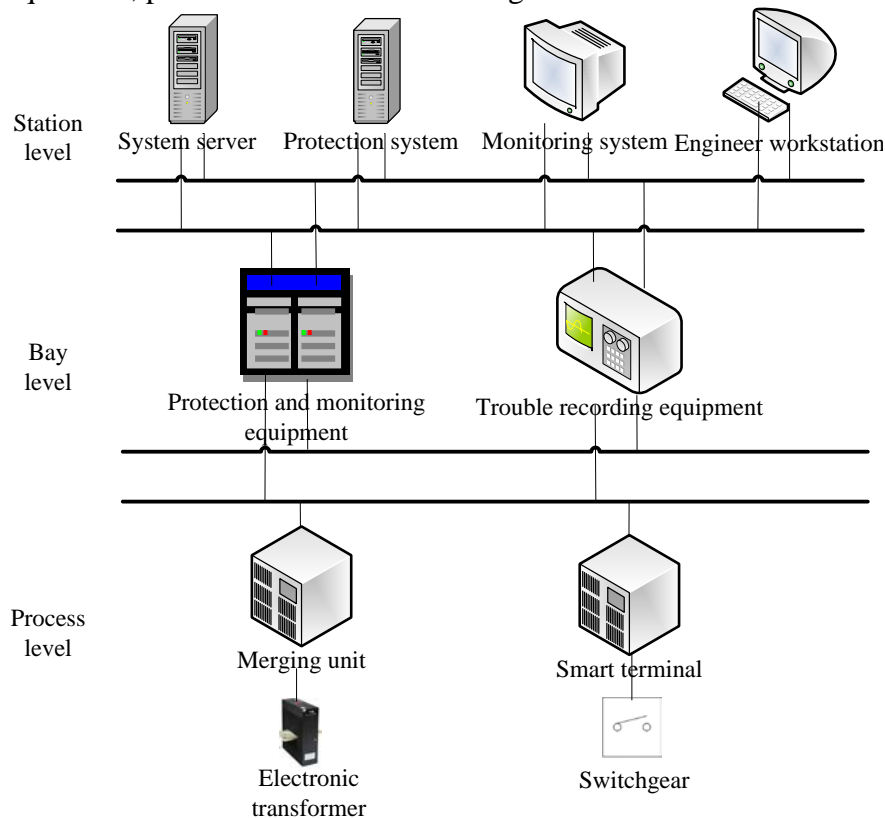 Station
level
System server
Protection system
Monitoring system
Engineer workstation
Bay
level
Protection and monitoring
equipment
Trouble recording equipment
Process
level
Merging unit
Smart terminal
Electronic
transformer
Switchgear